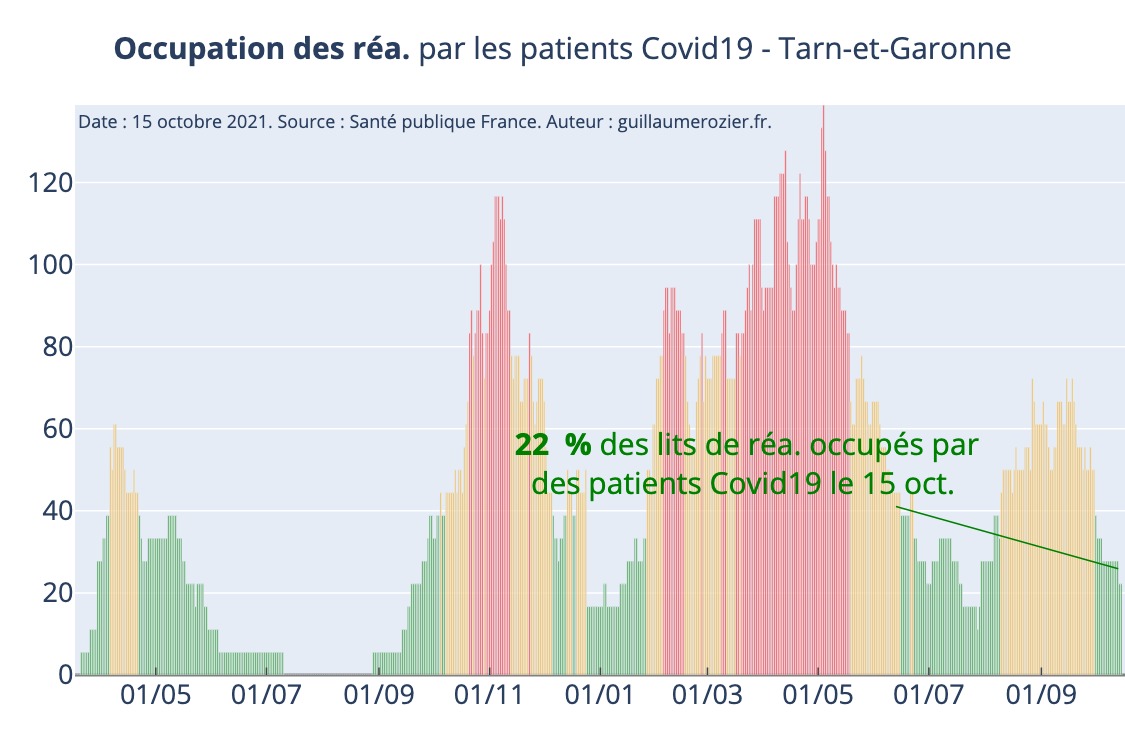 Occupation des réa. par les patients Covid19 - Tarn-et-Garonne
Date : 15 octobre 2021. Source : Santé publique France. Auteur : guillaumerozier.fr.
120
100
80
60
40
20
0
22 % des lits de réa. occupés par
des patients Covid19 le 15 oct.
01/05 01/07 01/09 01/11 01/01 01/03 01/05 01/07 01/09